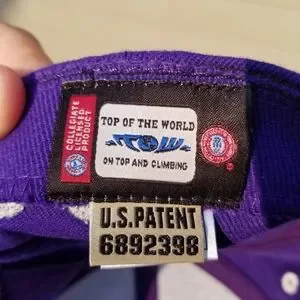 COLLEGIATE
LICENSED
PRODUCT
TOP OF THE WORLD
TOW
ON TOP AND CLIMBING
U.S. PATENT
6892398